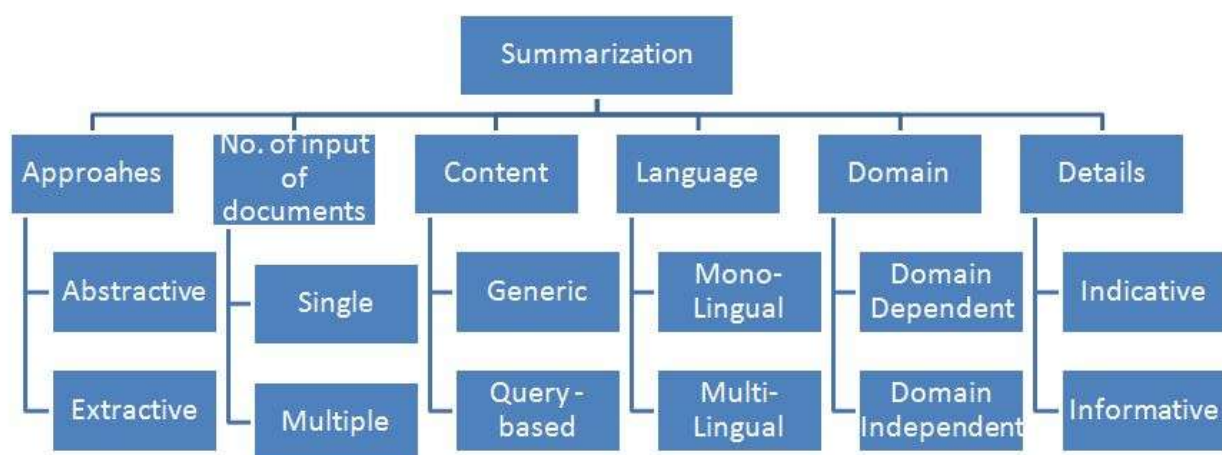 Summarization
Approahes
No. of input
of
documents
Content
Language
Domain
Details
Abstractive
Extractive
Single
Multiple
Generic
Query -
based
Mono-
Lingual
Multi-
Lingual
Domain
Dependent
Domain
Independent
Indicative
Informative